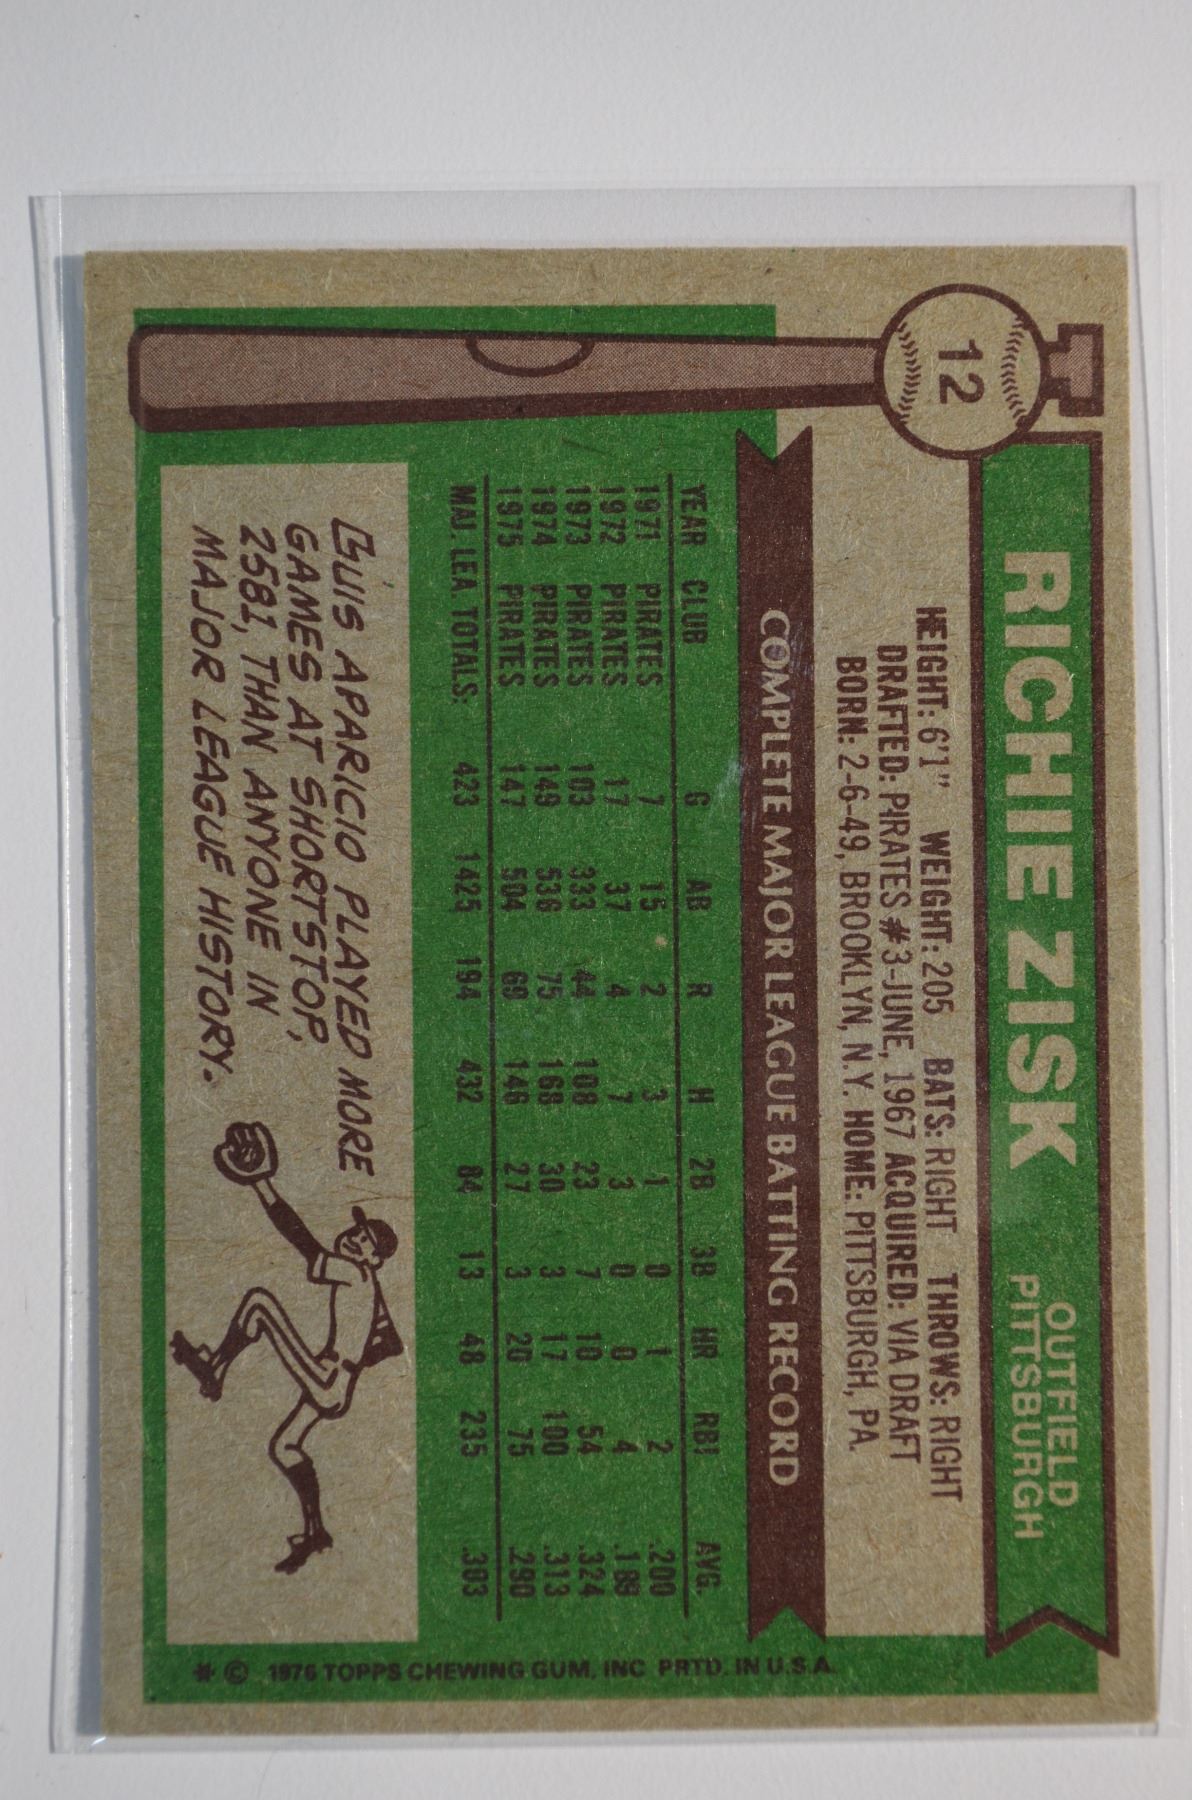 12
RICHIE ZISK
OUTFIELD
PITTSBURGH
HEIGHT: 6'1" WEIGHT: 205 BATS: RIGHT THROWS: RIGHT
DRAFTED: PIRATES #3-JUNE, 1967 ACQUIRED: VIA DRAFT
BORN: 2-6-49, BROOKLYN, N.Y. HOME: PITTSBURGH, PA.
COMPLETE MAJOR LEAGUE BATTING RECORD
YEAR CLUB G AB R H 2B 3B HR RBI AVG.
1971 PIRATES 7 15 2 3 1 0 1 2 .200
1972 PIRATES 17 37 4 7 3 0 0 4 .189
1973 PIRATES 103 333 44 108 23 7 10 54 .324
1974 PIRATES 149 536 75 168 30 3 17 100 .313
1975 PIRATES 147 504 69 146 27 3 20 75 .290
MAJ. LEA. TOTALS: 423 1425 194 432 84 13 48 235 .303
LUIS APARICIO PLAYED MORE
GAMES AT SHORTSTOP,
2581, THAN ANYONE IN
MAJOR LEAGUE HISTORY.
* © 1976 TOPPS CHEWING GUM, INC PRTD. IN U.S.A.